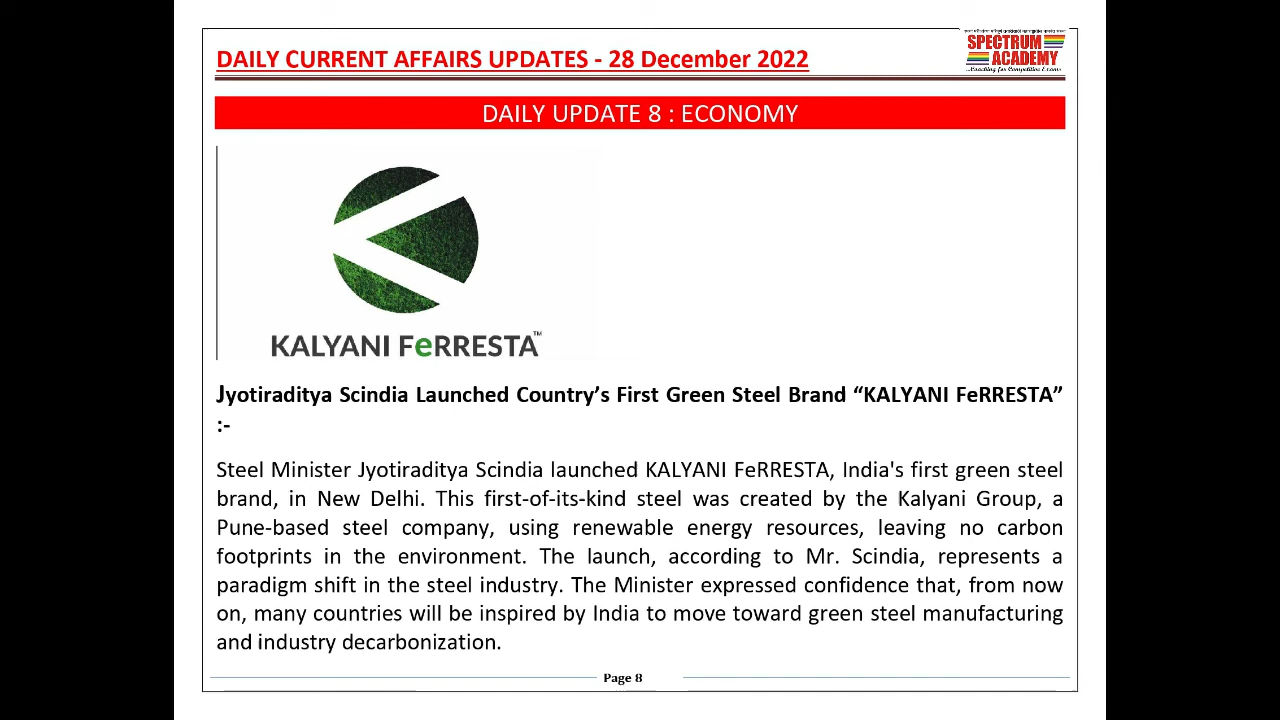 DAILY CURRENT AFFAIRS UPDATES - 28 December 2022
SPECTRUM
ACADEMY
...Coaching for Competitive Exams
DAILY UPDATE 8 : ECONOMY
KALYANI FeRRESTA™
Jyotiraditya Scindia Launched Country’s First Green Steel Brand “KALYANI FeRRESTA”
:-
Steel Minister Jyotiraditya Scindia launched KALYANI FeRRESTA, India's first green steel
brand, in New Delhi. This first-of-its-kind steel was created by the Kalyani Group, a
Pune-based steel company, using renewable energy resources, leaving no carbon
footprints in the environment. The launch, according to Mr. Scindia, represents a
paradigm shift in the steel industry. The Minister expressed confidence that, from now
on, many countries will be inspired by India to move toward green steel manufacturing
and industry decarbonization.
Page 8